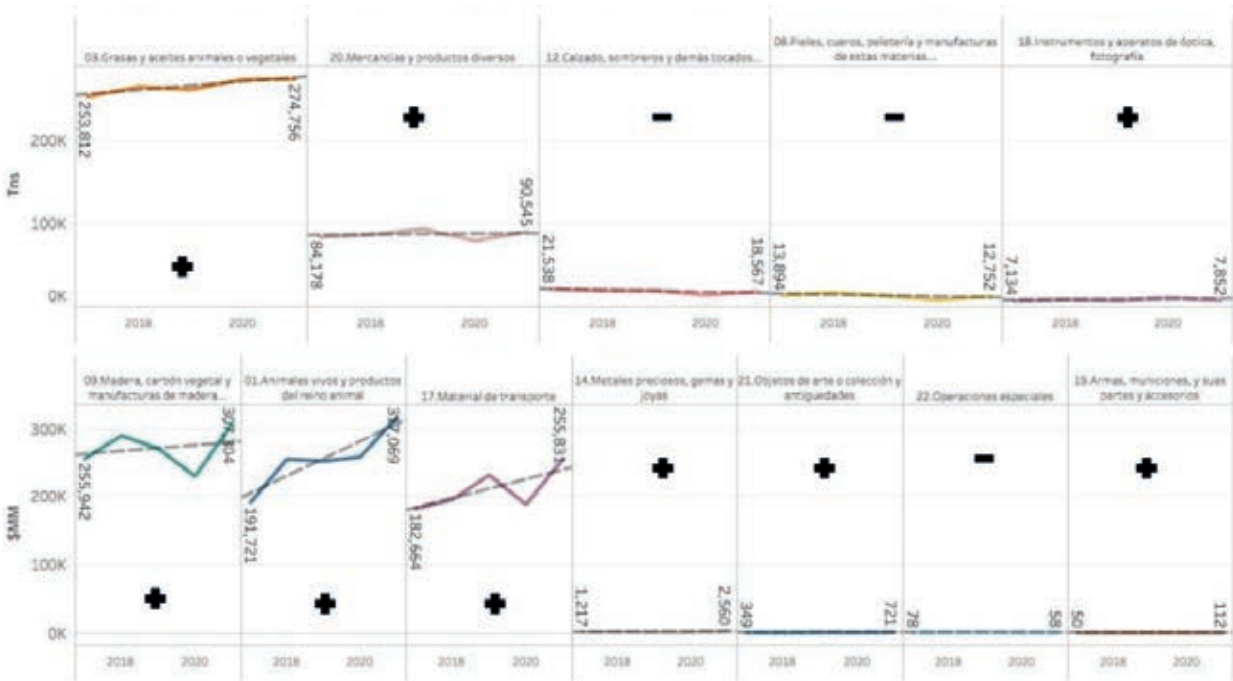 03.Grasas y aceites animales o vegetales
20.Mercancías y productos diversos
12.Calzado, sombreros y demás tocados...
08.Pieles, cueros, peletería y manufacturas
de estas materias...
18.Instrumentos y aparatos de óptica,
fotografía
Tns
200K
100K
0K
253,812
274,756
+
84,178
90,545
+
21,538
18,567
-
13,894
12,752
-
7,134
7,852
+
2018
2020
2018
2020
2018
2020
2018
2020
2018
2020
09.Madera, carbón vegetal y
manufacturas de madera...
01.Animales vivos y productos
del reino animal
17.Material de transporte
14.Metales preciosos, gemas y
joyas
21.Objetos de arte o colección y
antiguedades
22.Operaciones especiales
19.Armas, municiones, y sues
partes y accesorios
$MM
300K
200K
100K
0K
255,942
+
191,721
+
182,664
255,831
+
1,217
2,560
+
349
721
+
78
58
-
50
112
+
2018
2020
2018
2020
2018
2020
2018
2020
2018
2020
2018
2020
2018
2020